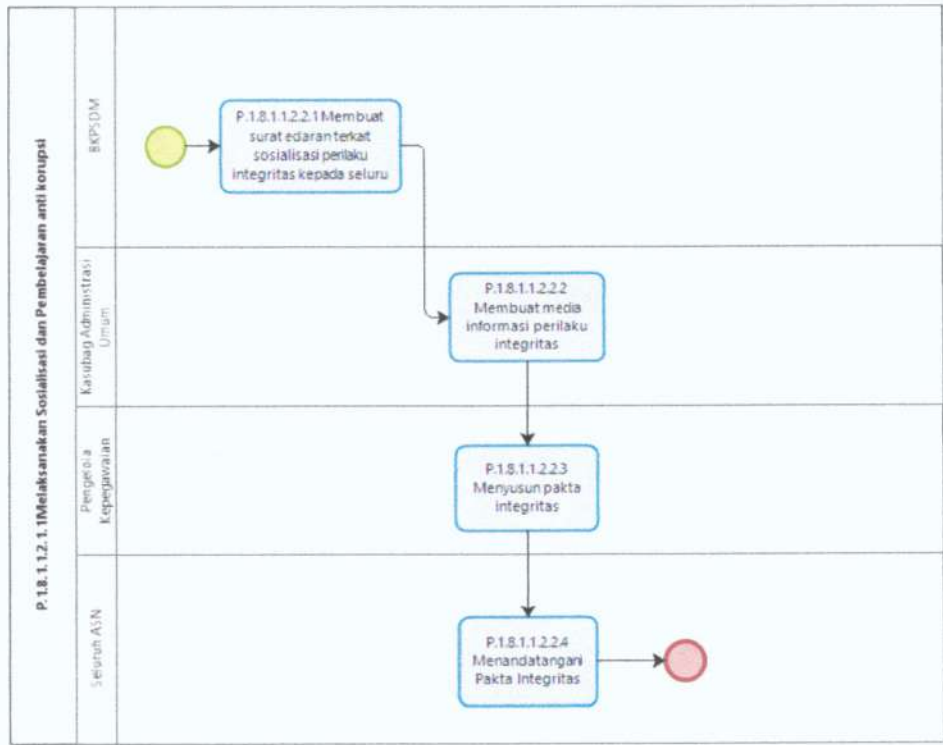 P.1.8.1.1.2.1.1Melaksanakan Sosialisasi dan Pembelajaran anti korupsi
BKPSDM
P.1.8.1.1.2.2.1 Membuat
surat edaran terkait
sosialisasi perilaku
integritas kepada seluru
Kasubag Administrasi
Umum
P.1.8.1.1.2.2.2
Membuat media
informasi perilaku
integritas
Pengelola
Kepegawaian
P.1.8.1.1.2.2.3
Menyusun pakta
integritas
Seluruh ASN
P.1.8.1.1.2.2.4
Menandatangani
Pakta Integritas